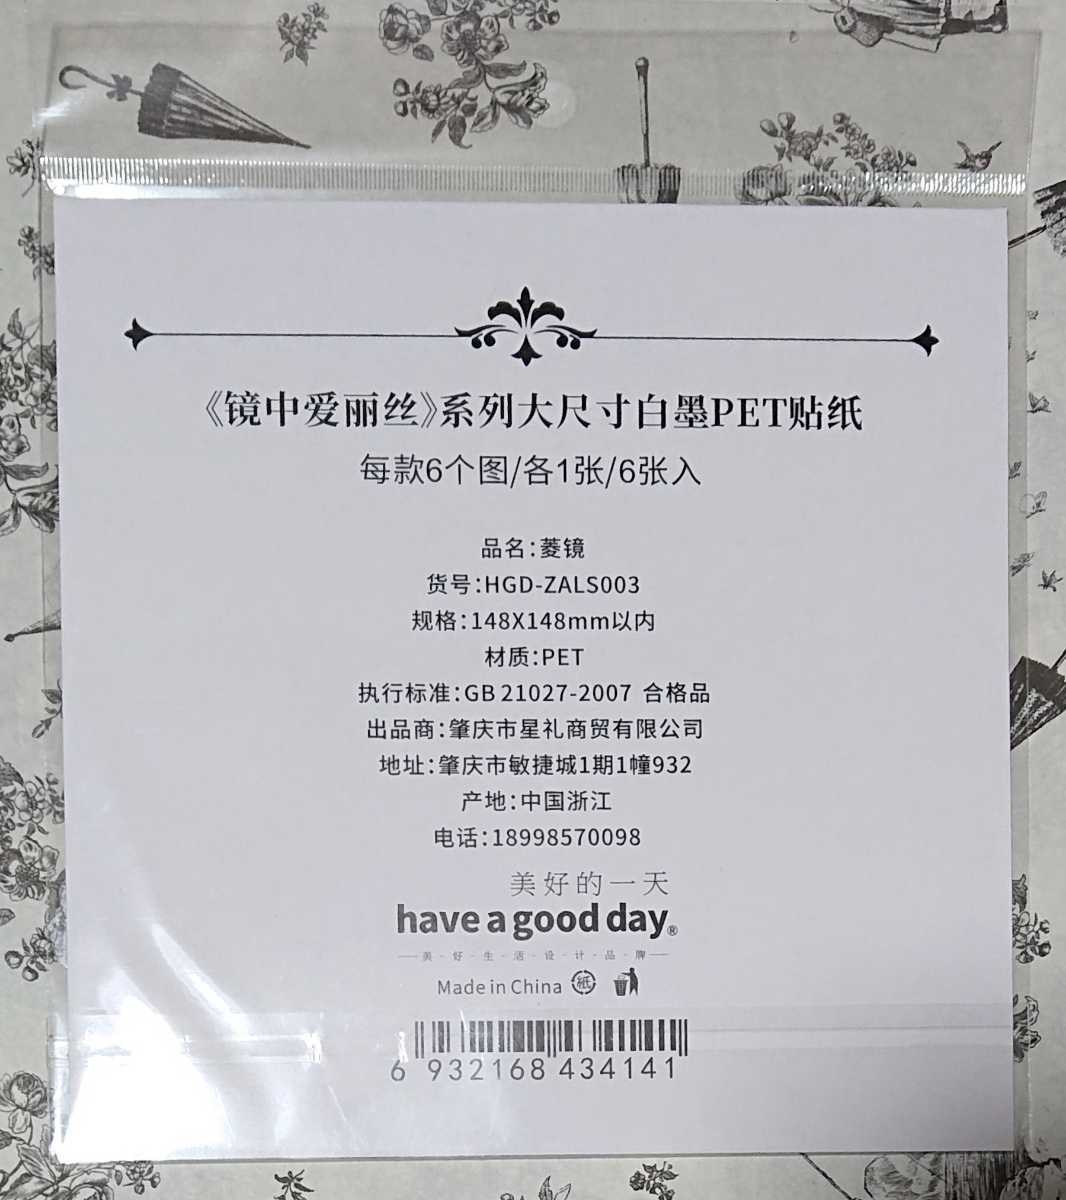 《镜中爱丽丝》系列大尺寸白墨PET贴纸
每款6个图/各1张/6张入
品名:菱镜
货号:HGD-ZALS003
规格:148X148mm以内
材质:PET
执行标准:GB 21027-2007 合格品
出品商:肇庆市星礼商贸有限公司
地址:肇庆市敏捷城1期1幢932
产地:中国浙江
电话:18998570098
美好的一天
have a good day®
美-好-生-活-设-计-品-牌
Made in China 紙
6 932168 434141